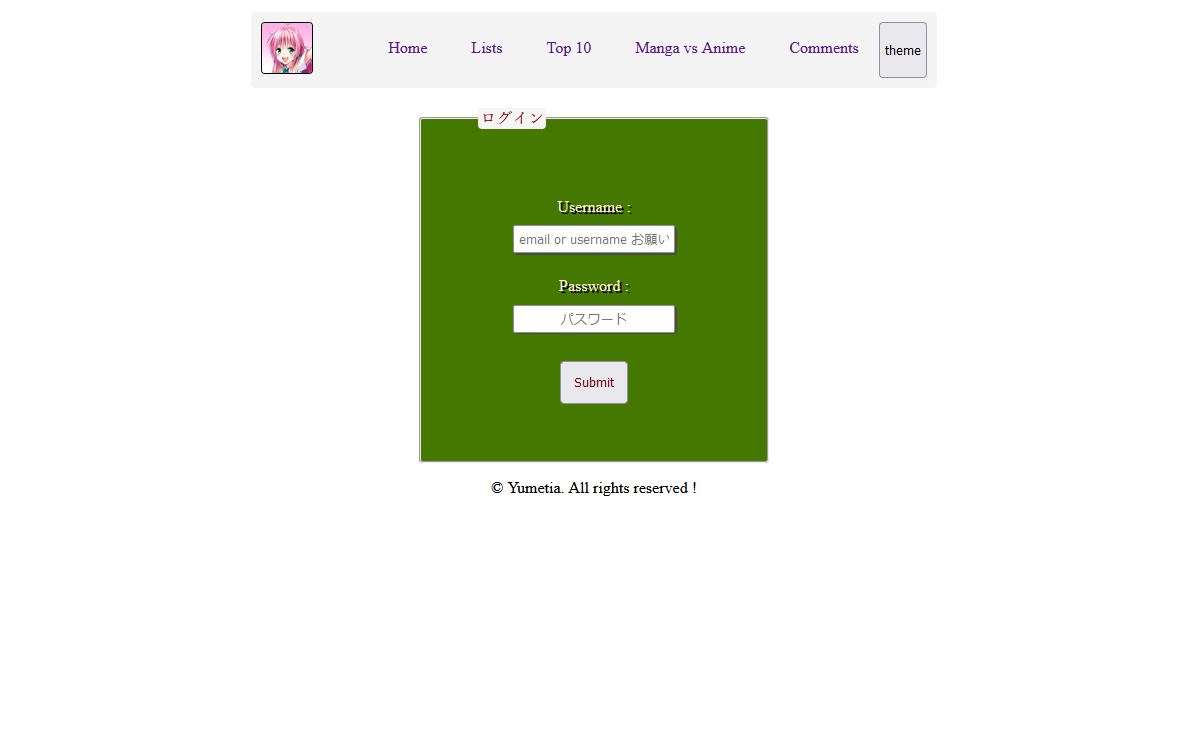 Home Lists Top 10 Manga vs Anime Comments theme
ログイン
Username :
email or username お願い
Password :
パスワード
Submit
© Yumetia. All rights reserved !